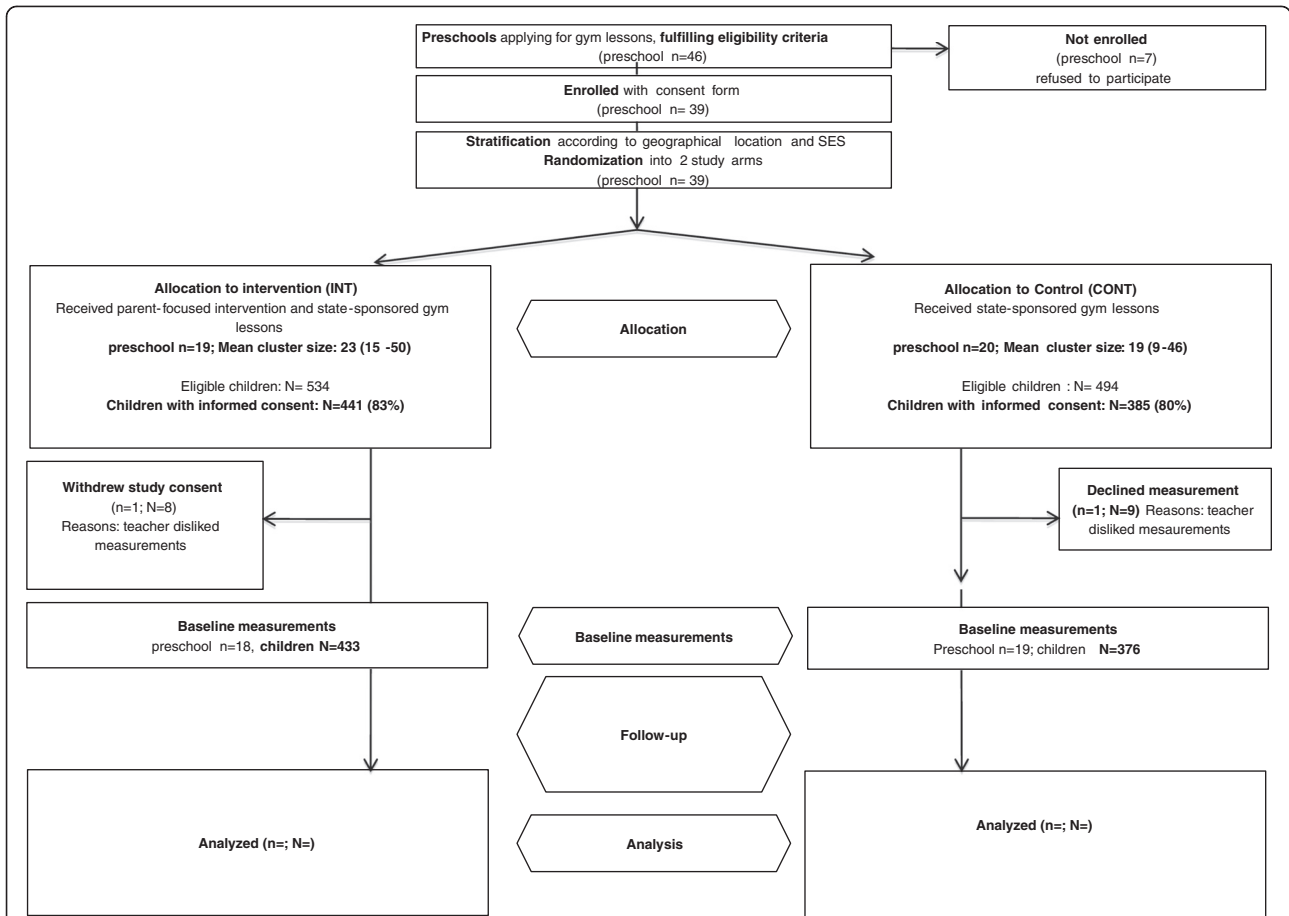 Preschools applying for gym lessons, fulfilling eligibility criteria
(preschool n=46)
Not enrolled
(preschool n=7)
refused to participate
Enrolled with consent form
(preschool n= 39)
Stratification according to geographical location and SES
Randomization into 2 study arms
(preschool n= 39)
Allocation to intervention (INT)
Received parent-focused intervention and state-sponsored gym
lessons
preschool n=19; Mean cluster size: 23 (15 -50)
Eligible children: N= 534
Children with informed consent: N=441 (83%)
Allocation
Allocation to Control (CONT)
Received state-sponsored gym lessons
preschool n=20; Mean cluster size: 19 (9-46)
Eligible children : N= 494
Children with informed consent: N=385 (80%)
Withdrew study consent
(n=1; N=8)
Reasons: teacher disliked
measurements
Declined measurement
(n=1; N=9) Reasons: teacher
disliked mesaurements
Baseline measurements
preschool n=18, children N=433
Baseline measurements
Baseline measurements
Preschool n=19; children N=376
Follow-up
Analyzed (n=; N=)
Analysis
Analyzed (n=; N=)